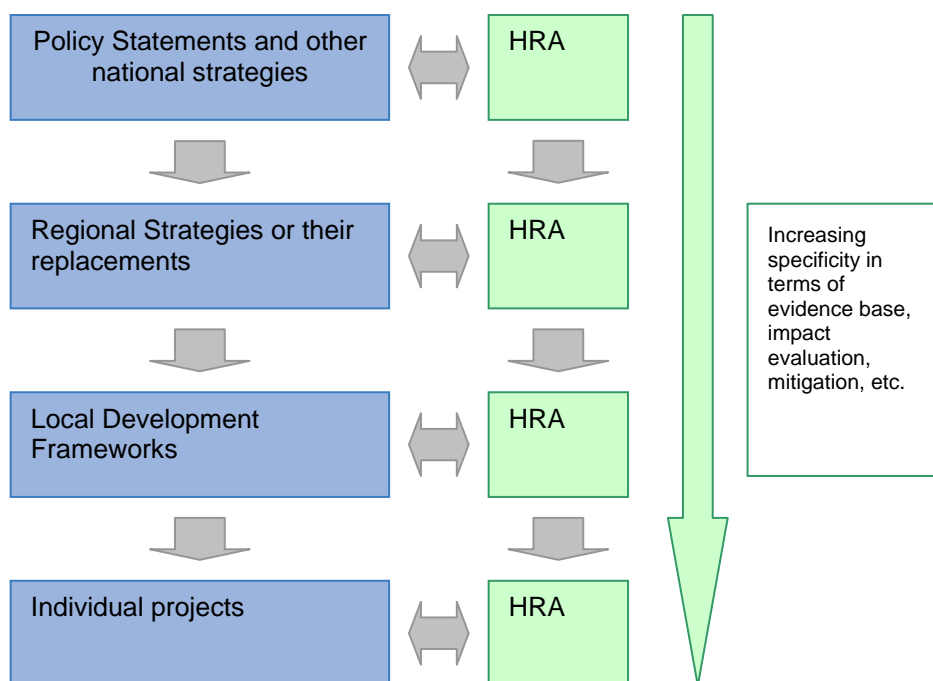 Policy Statements and other
national strategies
HRA
Regional Strategies or their
replacements
HRA
Increasing
specificity in
terms of
evidence base,
impact
evaluation,
mitigation, etc.
Local Development
Frameworks
HRA
Individual projects
HRA